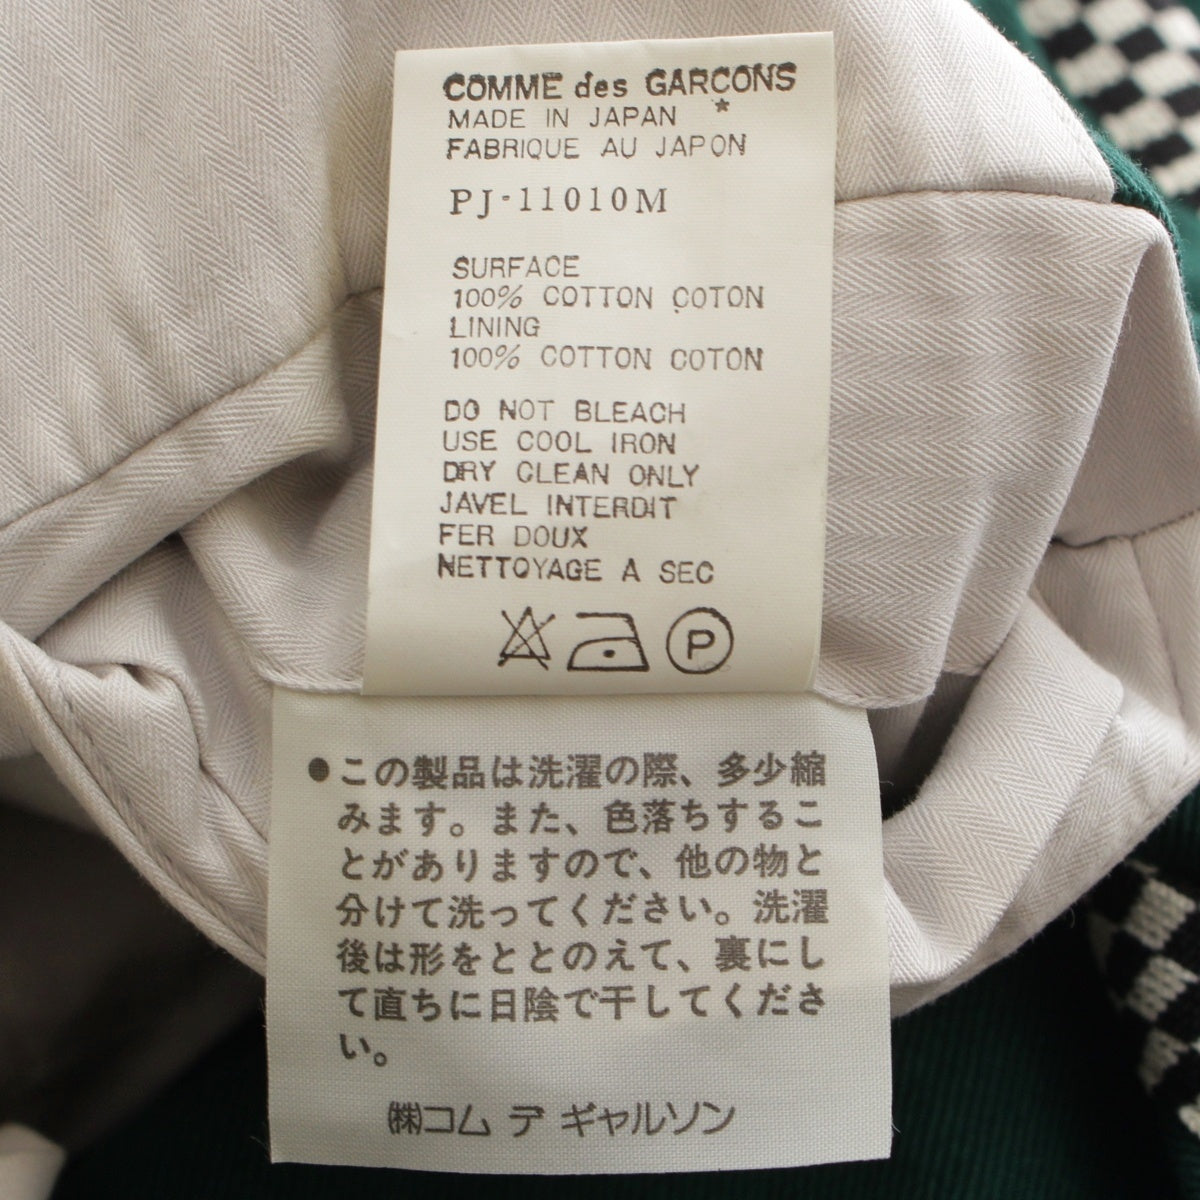 COMME des GARCONS
MADE IN JAPAN *
FABRIQUE AU JAPON
PJ-11010M
SURFACE
100% COTTON COTON
LINING
100% COTTON COTON
DO NOT BLEACH
USE COOL IRON
DRY CLEAN ONLY
JAVEL INTERDIT
FER DOUX
NETTOYAGE A SEC
P
●この製品は洗濯の際、多少縮
みます。また、色落ちするこ
とがありますので、他の物と
分けて洗ってください。洗濯
後は形をととのえて、裏にし
て直ちに日陰で干してくださ
い。
㈱コム デ ギャルソン